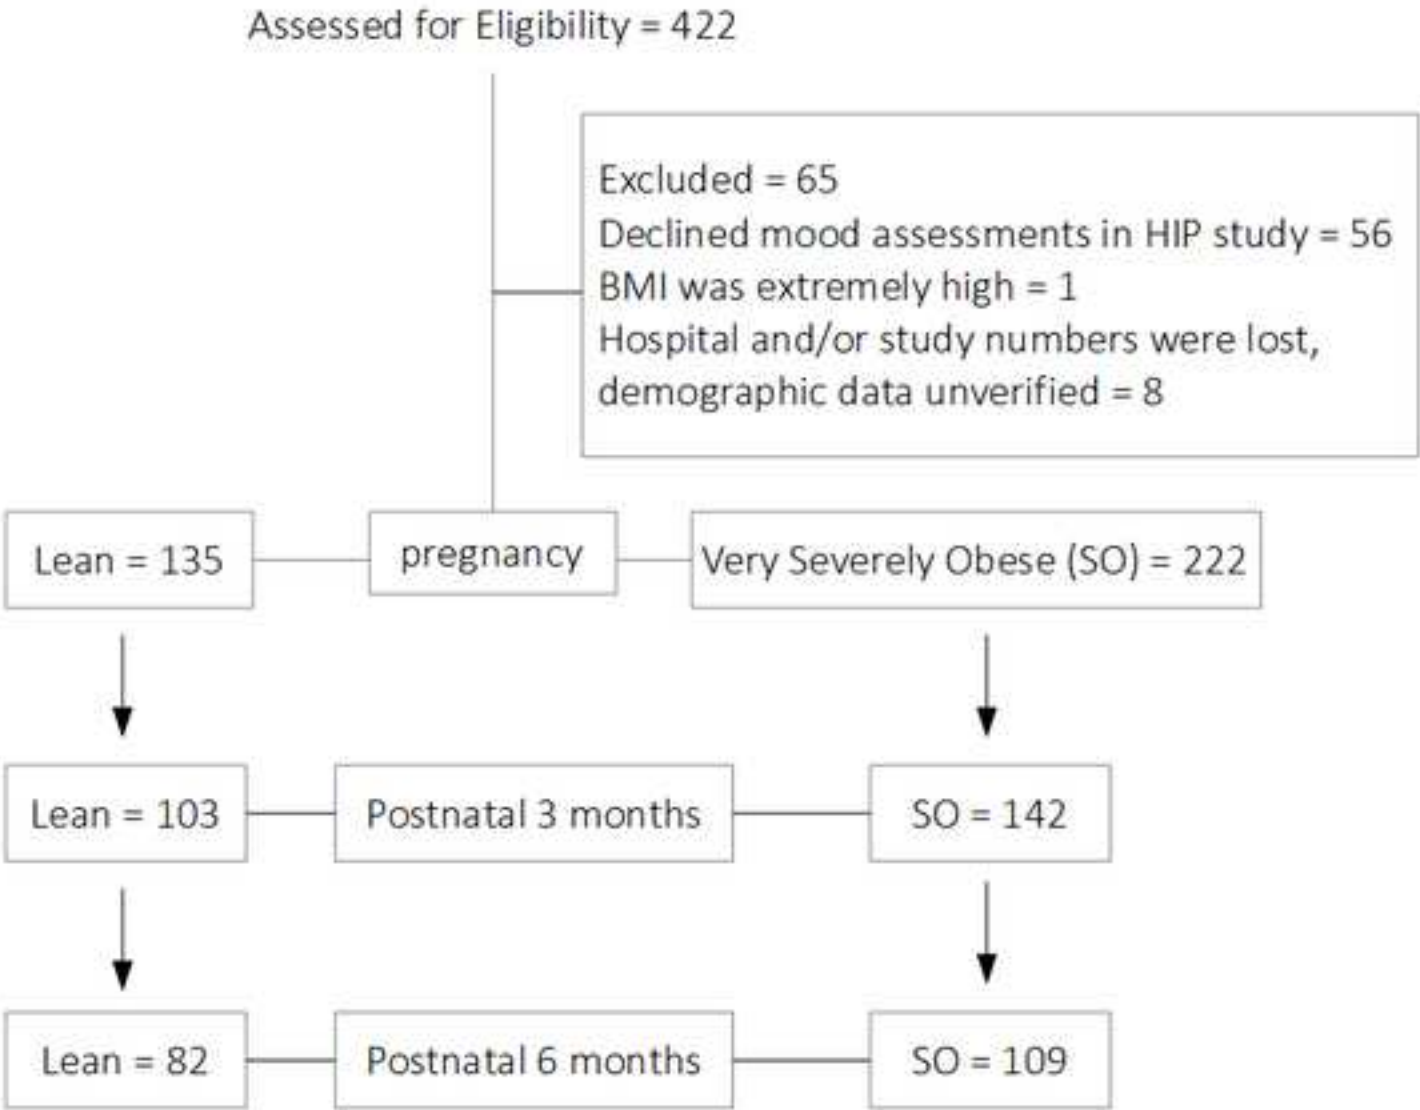 Assessed for Eligibility = 422
Excluded = 65
Declined mood assessments in HIP study = 56
BMI was extremely high = 1
Hospital and/or study numbers were lost,
demographic data unverified = 8
Lean = 135
pregnancy
Very Severely Obese (SO) = 222
Lean = 103
Postnatal 3 months
SO = 142
Lean = 82
Postnatal 6 months
SO = 109